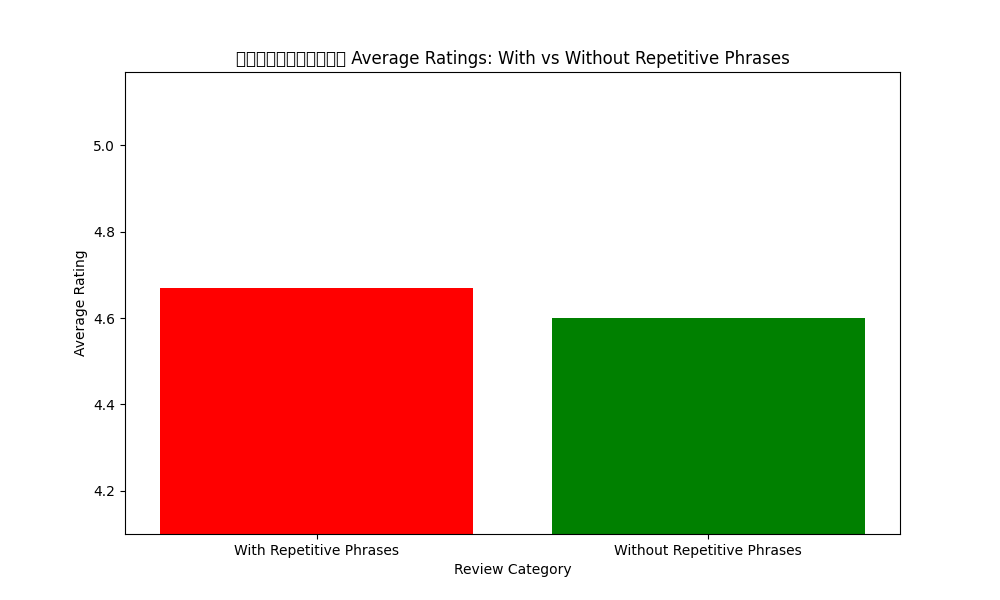 Average Ratings: With vs Without Repetitive Phrases
5.0
4.8
4.6
4.4
4.2
Average Rating
With Repetitive Phrases
Without Repetitive Phrases
Review Category